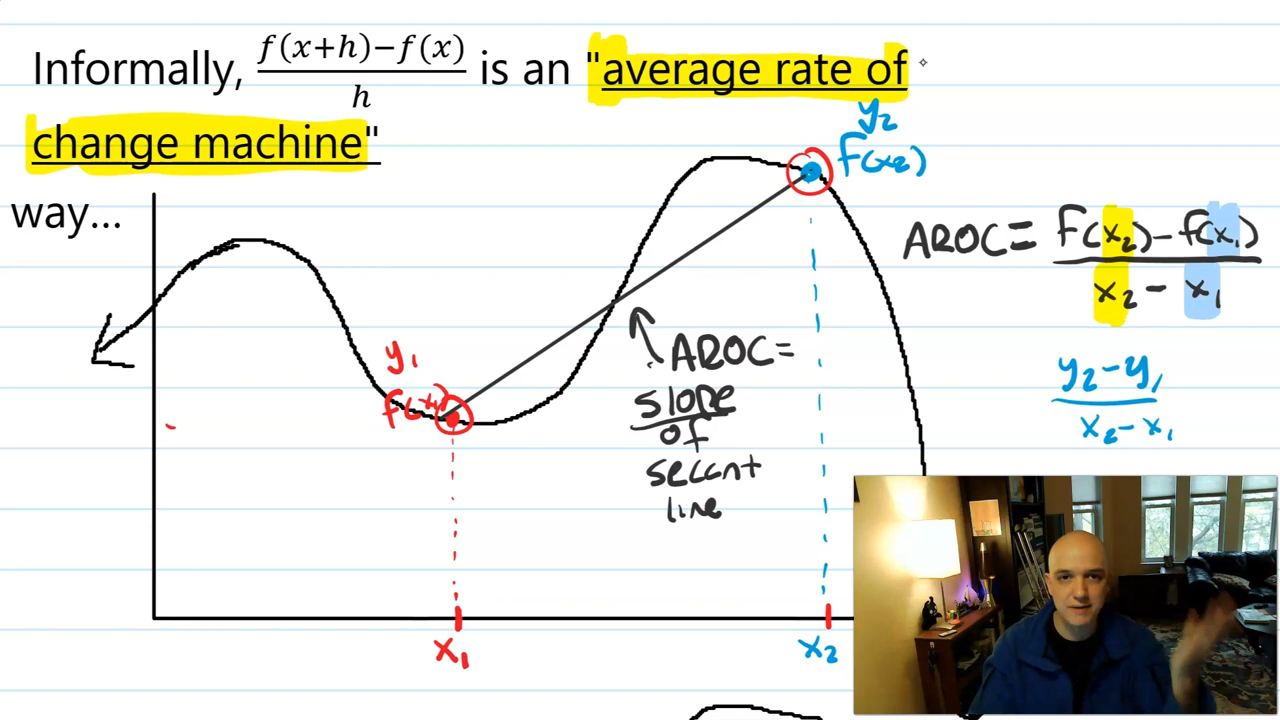 Informally, f(x+h)−f(x) / h is an "average rate of
change machine"
way...
y₂
f(x₂)
AROC = f(x₂) − f(x₁)
x₂ − x₁
y₁
f(x₁)
AROC =
slope
of
secant
line
y₂ − y₁
x₂ − x₁
x₁
x₂